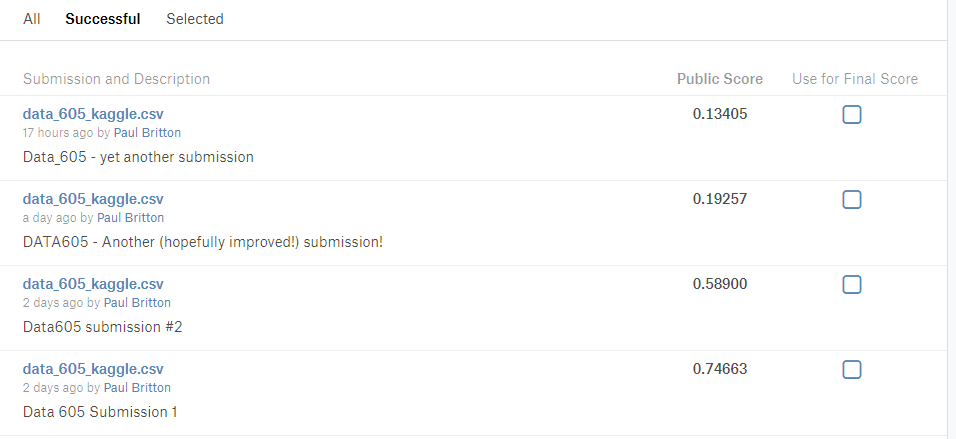 All Successful Selected
Submission and Description Public Score Use for Final Score
data_605_kaggle.csv 0.13405
17 hours ago by Paul Britton
Data_605 - yet another submission
data_605_kaggle.csv 0.19257
a day ago by Paul Britton
DATA605 - Another (hopefully improved!) submission!
data_605_kaggle.csv 0.58900
2 days ago by Paul Britton
Data605 submission #2
data_605_kaggle.csv 0.74663
2 days ago by Paul Britton
Data 605 Submission 1